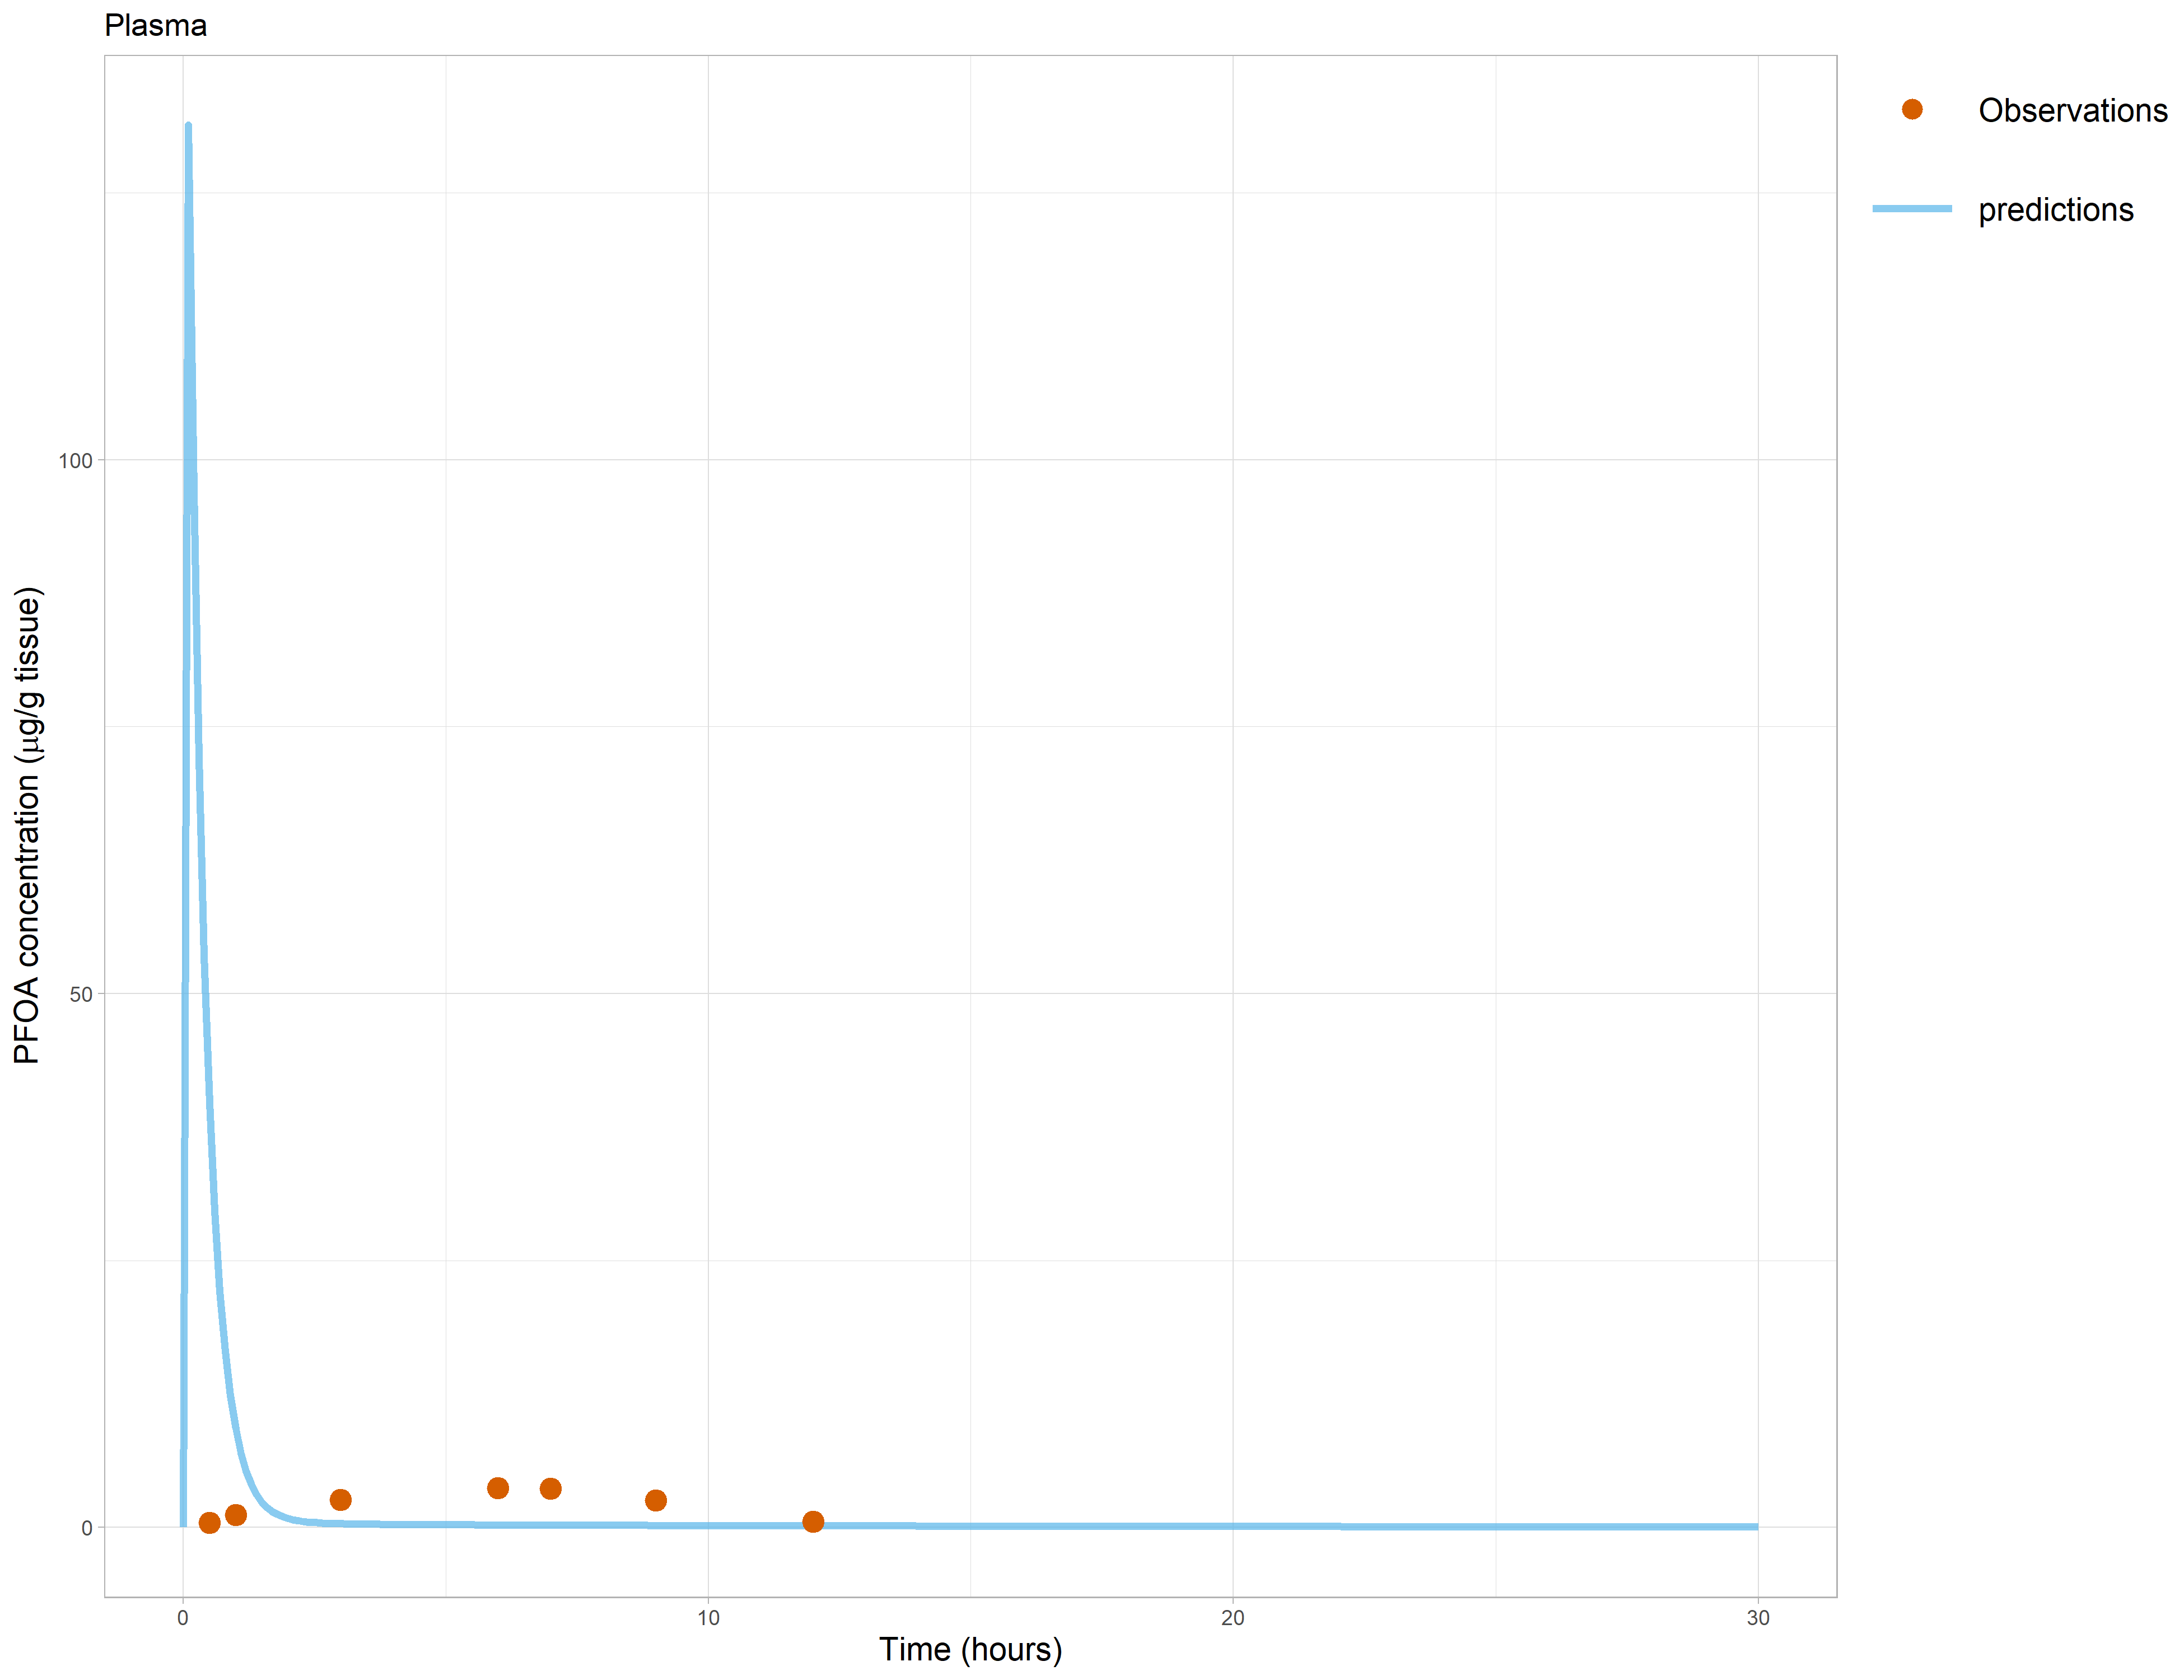 Plasma
Observations
predictions
PFOA concentration (μg/g tissue)
100
50
0
0
10
20
30
Time (hours)